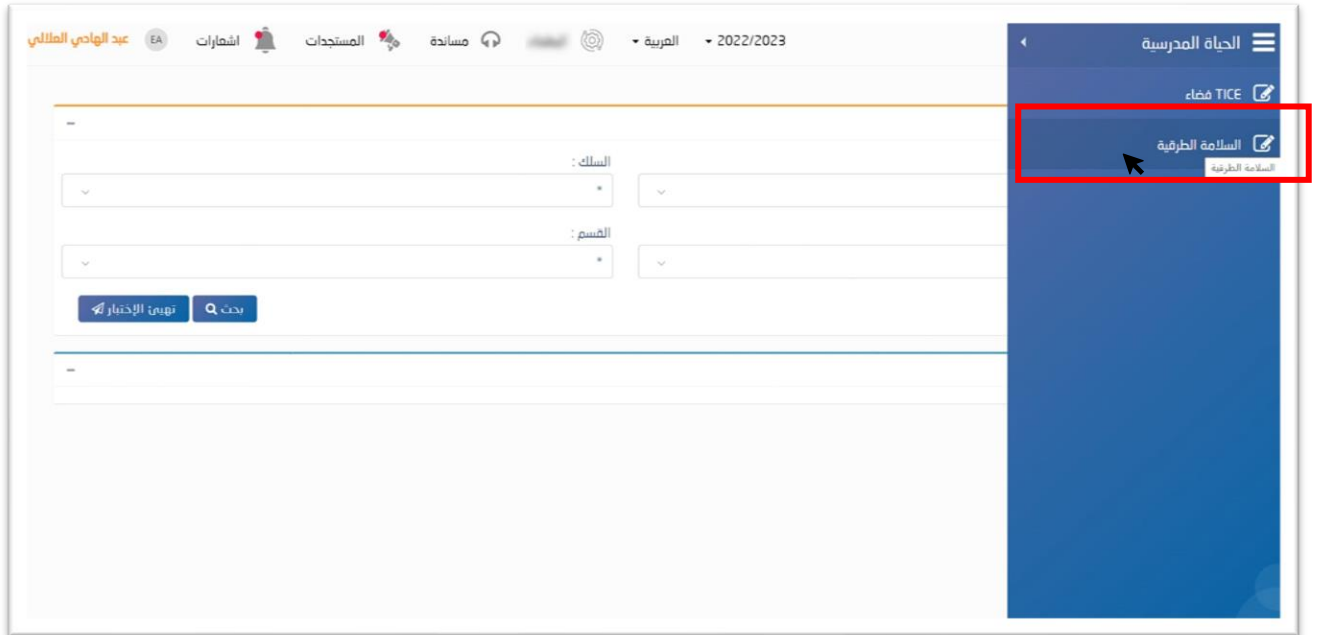 الحياة المدرسية
2022/2023 العربية مساندة المستجدات اشعارات EA عبد الهادي العلالي
TICE فضاء
السلامة الطرقية
السلامة الطرقية
السلك :
*
القسم :
*
بحث تهيئ الإختبار